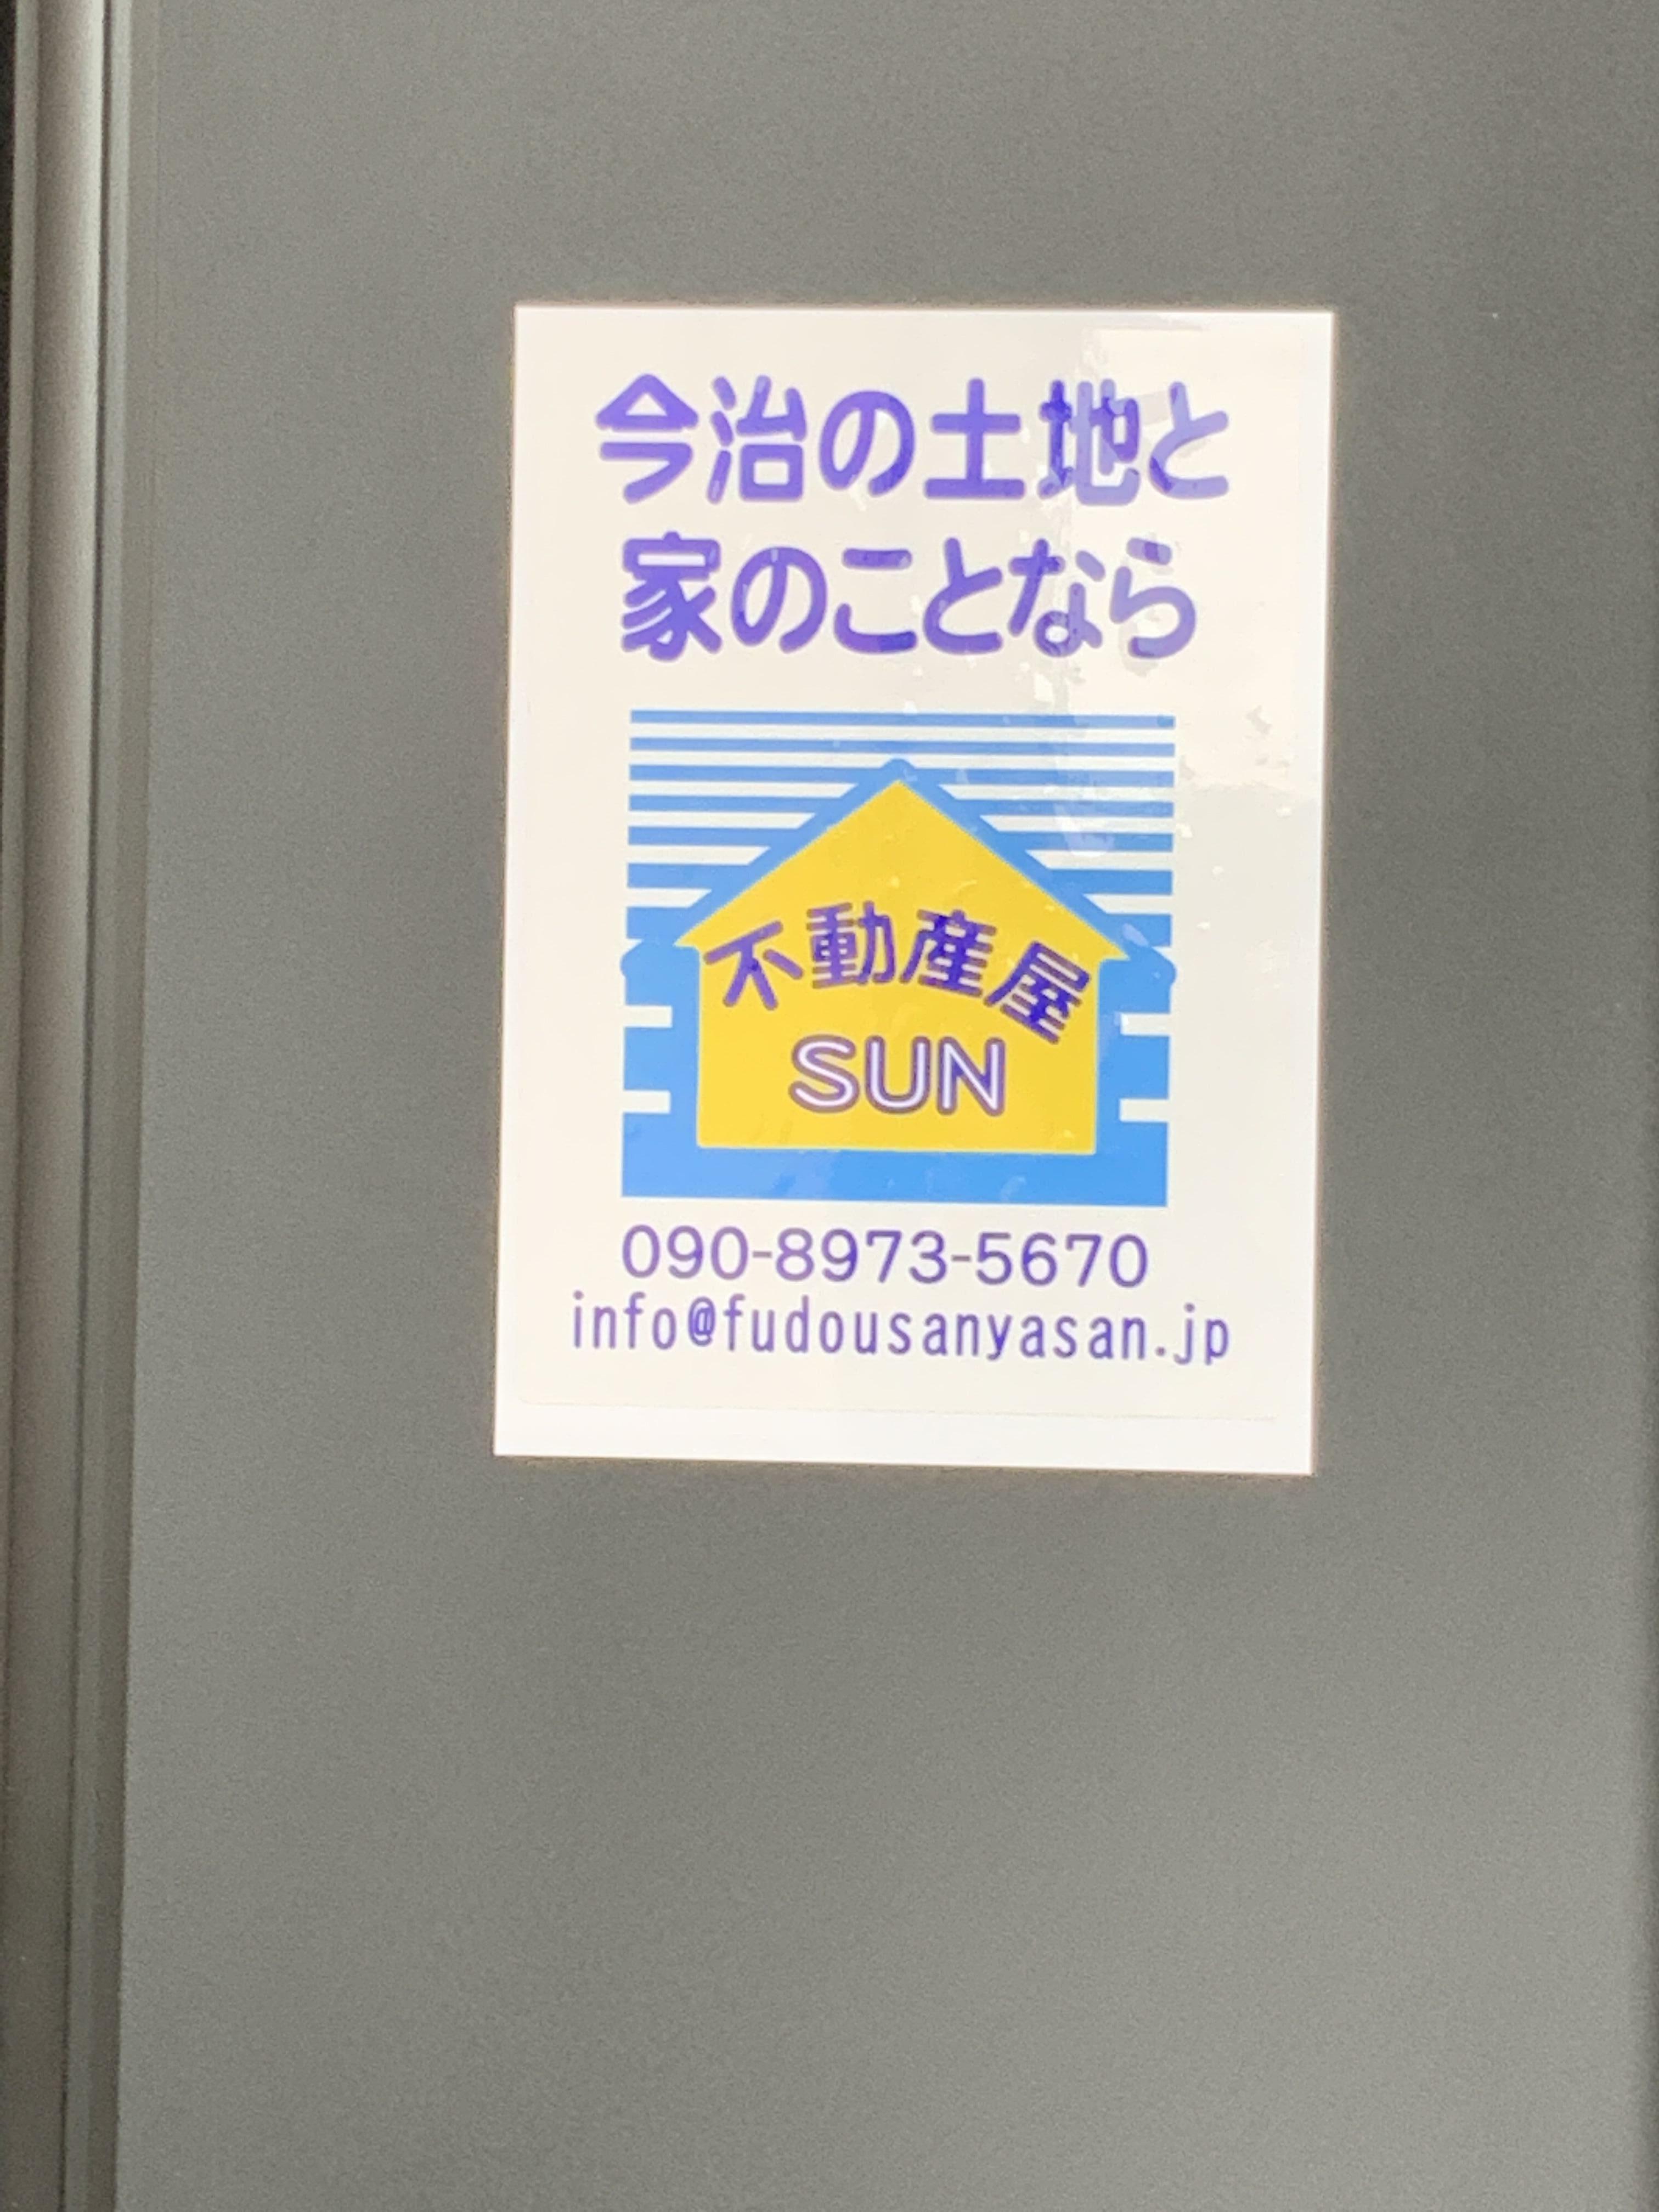 今治の土地と
家のことなら
不動産屋
SUN
090-8973-5670
info@fudousanyasan.jp